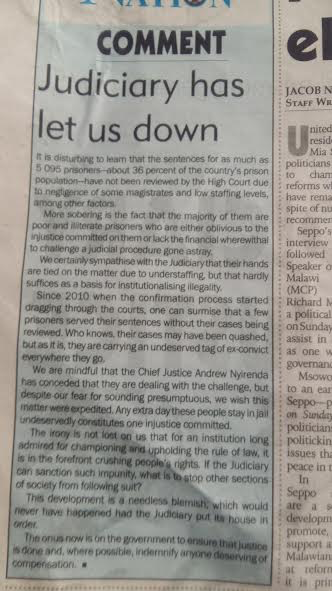 NATION
COMMENT
Judiciary has
let us down
It is disturbing to learn that the sentences for as much as
5 095 prisoners—about 36 percent of the country's prison
population—have not been reviewed by the High Court due
to negligence of some magistrates and low staffing levels,
among other factors.
More sobering is the fact that the majority of them are
poor and illiterate prisoners who are either oblivious to the
injustice committed on them or lack the financial wherewithal
to challenge a judicial procedure gone astray.
We certainly sympathise with the Judiciary that their hands
are tied on the matter due to understaffing, but that hardly
suffices as a basis for institutionalising illegality.
Since 2010 when the confirmation process started
dragging through the courts, one can surmise that a few
prisoners served their sentences without their cases being
reviewed. Who knows, their cases may have been quashed,
but as it is, they are carrying an undeserved tag of ex-convict
everywhere they go.
We are mindful that the Chief Justice Andrew Nyirenda
has conceded that they are dealing with the challenge, but
despite our fear for sounding presumptuous, we wish this
matter were expedited. Any extra day these people stay in jail
undeservedly constitutes one injustice committed.
The irony is not lost on us that for an institution long
admired for championing and upholding the rule of law, it
is in the forefront crushing people's rights. If the Judiciary
can sanction such impunity, what is to stop other sections
of society from following suit?
This development is a needless blemish, which would
never have happened had the Judiciary put its house in
order.
The onus now is on the government to ensure that justice
is done and, where possible, indemnify anyone deserving of
compensation.
el
JACOB N
STAFF WR
United
resid
Mia S
politicians
to cham
reforms w
have rema
spite of nu
recommen
Seppo's
interview
followed
Speaker o
Malawi
(MCP)
Richard M
a political
on Sunday
assist in
as one w
governanc
Msowo
to an ear
Seppo—p
on Sunda
politician
politickin
issues tha
peace in
In
Seppo
are a s
developm
promote,
support a
Malawian
at reform
it is prin